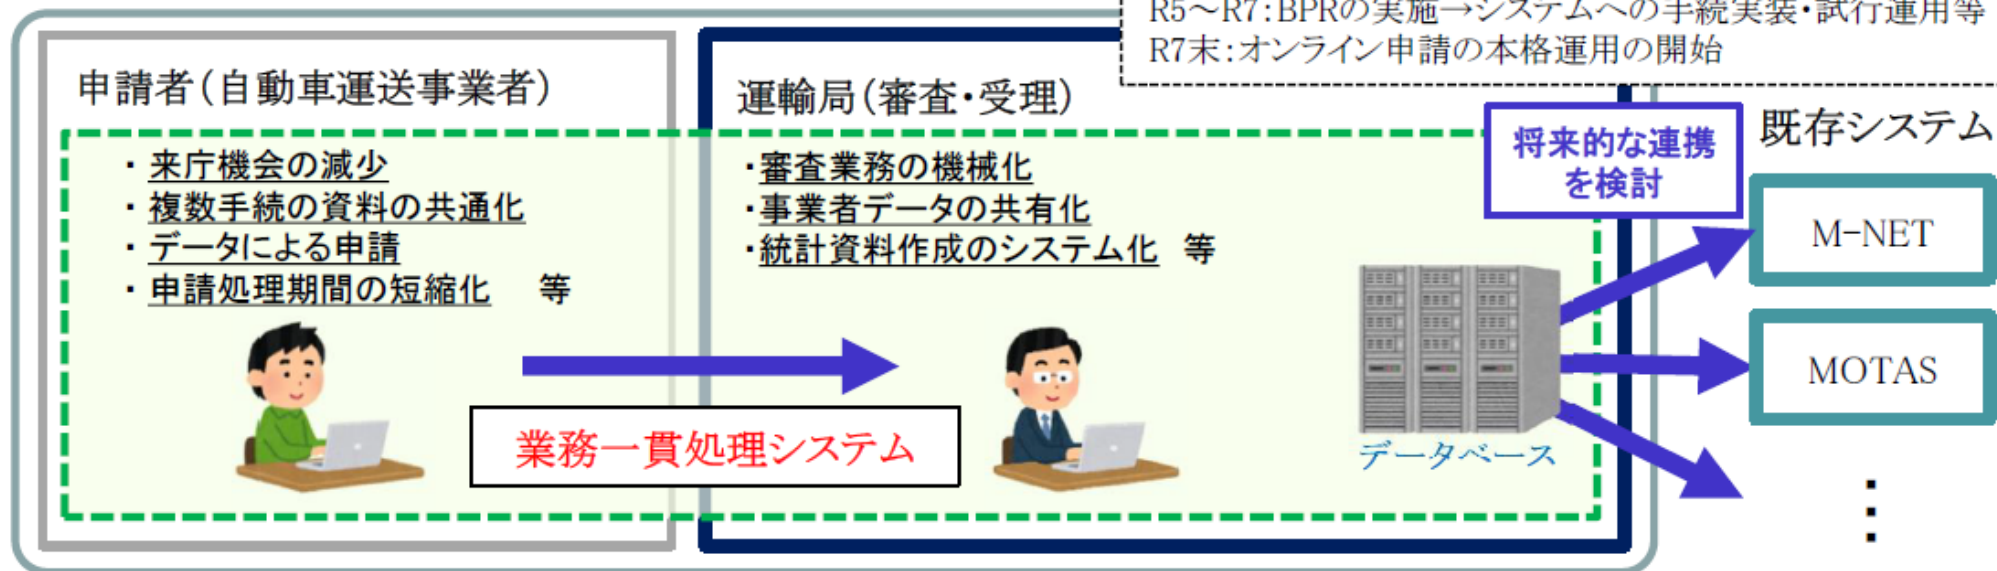 R5～R7:BPRの実施→システムへの手続実装・試行運用等
R7末:オンライン申請の本格運用の開始
申請者(自動車運送事業者)
・来庁機会の減少
・複数手続の資料の共通化
・データによる申請
・申請処理期間の短縮化 等
運輸局(審査・受理)
・審査業務の機械化
・事業者データの共有化
・統計資料作成のシステム化 等
業務一貫処理システム
データベース
将来的な連携
を検討
既存システム
M-NET
MOTAS